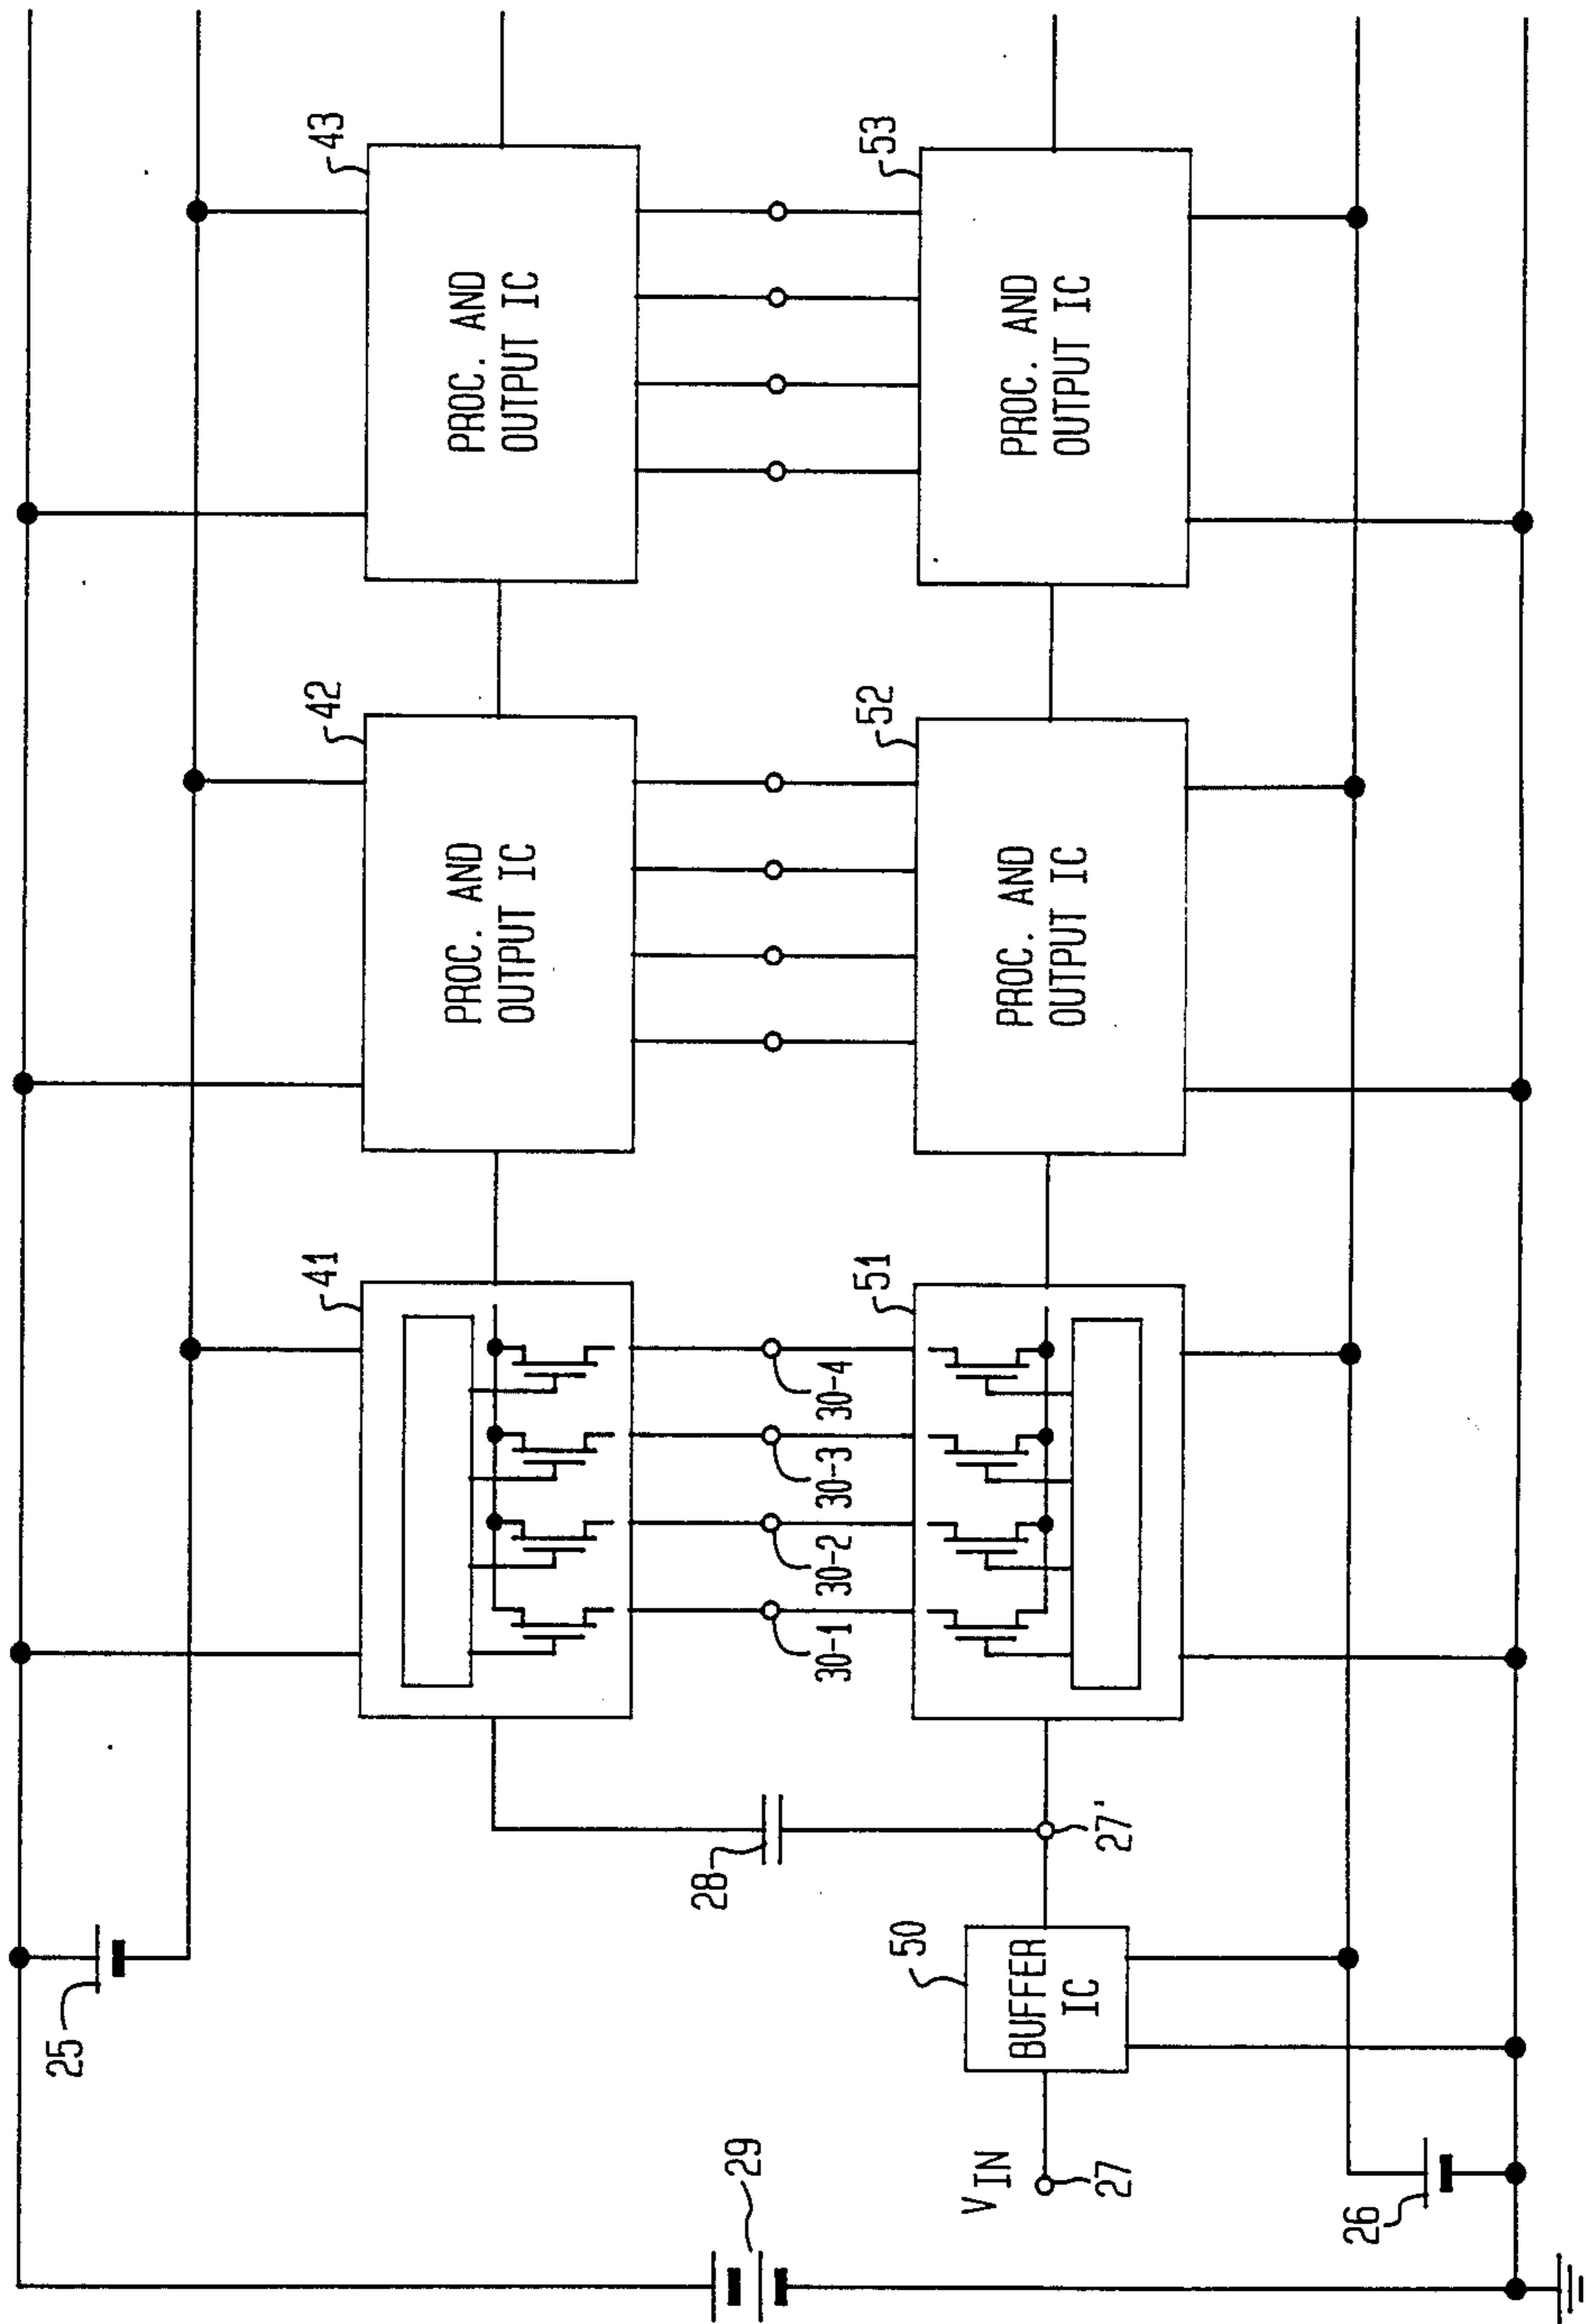 43
PROC. AND
OUTPUT IC
53
PROC. AND
OUTPUT IC
42
PROC. AND
OUTPUT IC
52
PROC. AND
OUTPUT IC
41
51
30-4
30-3
30-2
30-1
28
27'
25
50
BUFFER
IC
29
VIN
27
26